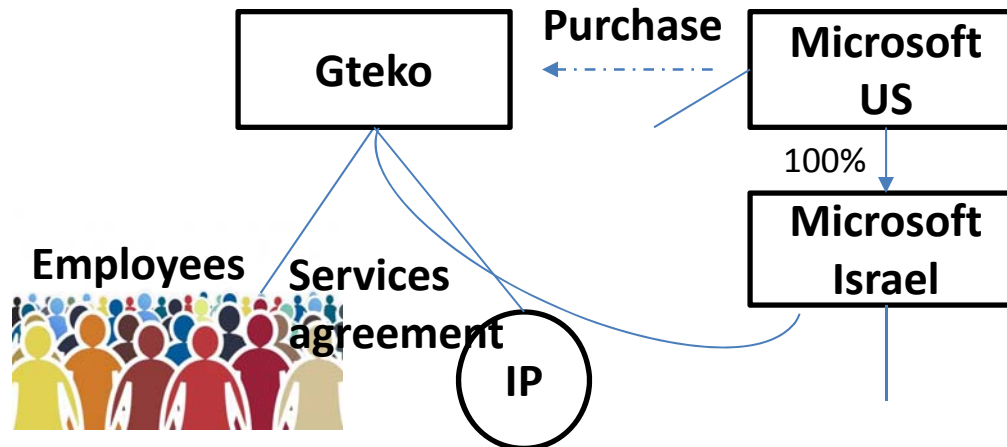 Purchase
Gteko
Microsoft
US
100%
Microsoft
Israel
Employees
Services
agreement
IP